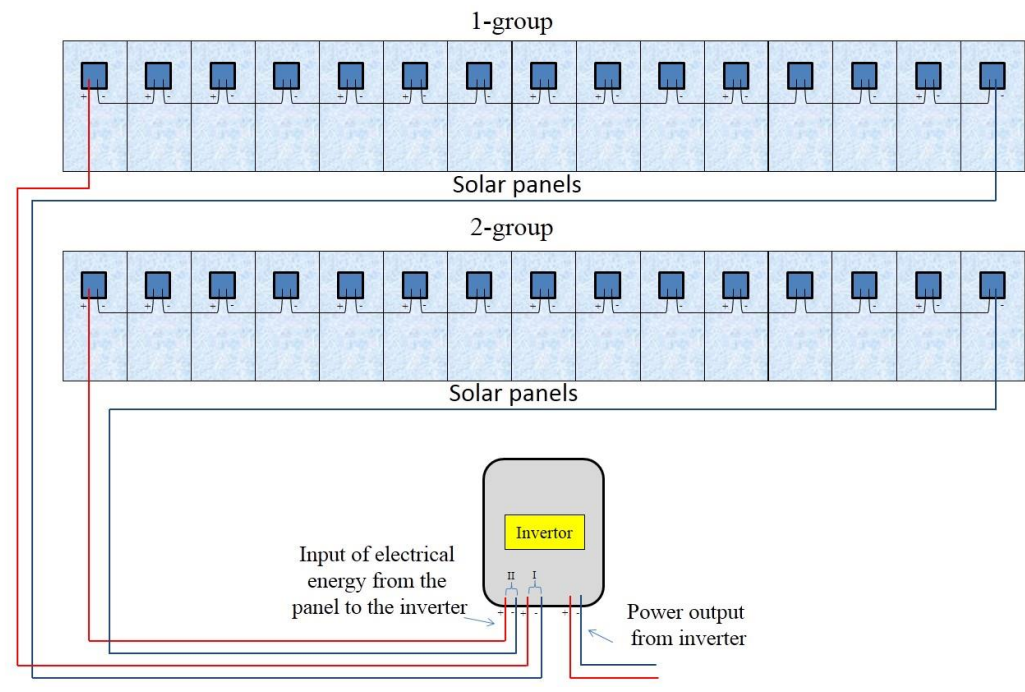 1-group
+ - + - + - + - + - + - + - + - + - + - + - + - + - + - + -
Solar panels
2-group
+ - + - + - + - + - + - + - + - + - + - + - + - + - + - + -
Solar panels
Invertor
Input of electrical
energy from the
panel to the inverter
II I
+ - + - + -
Power output
from inverter